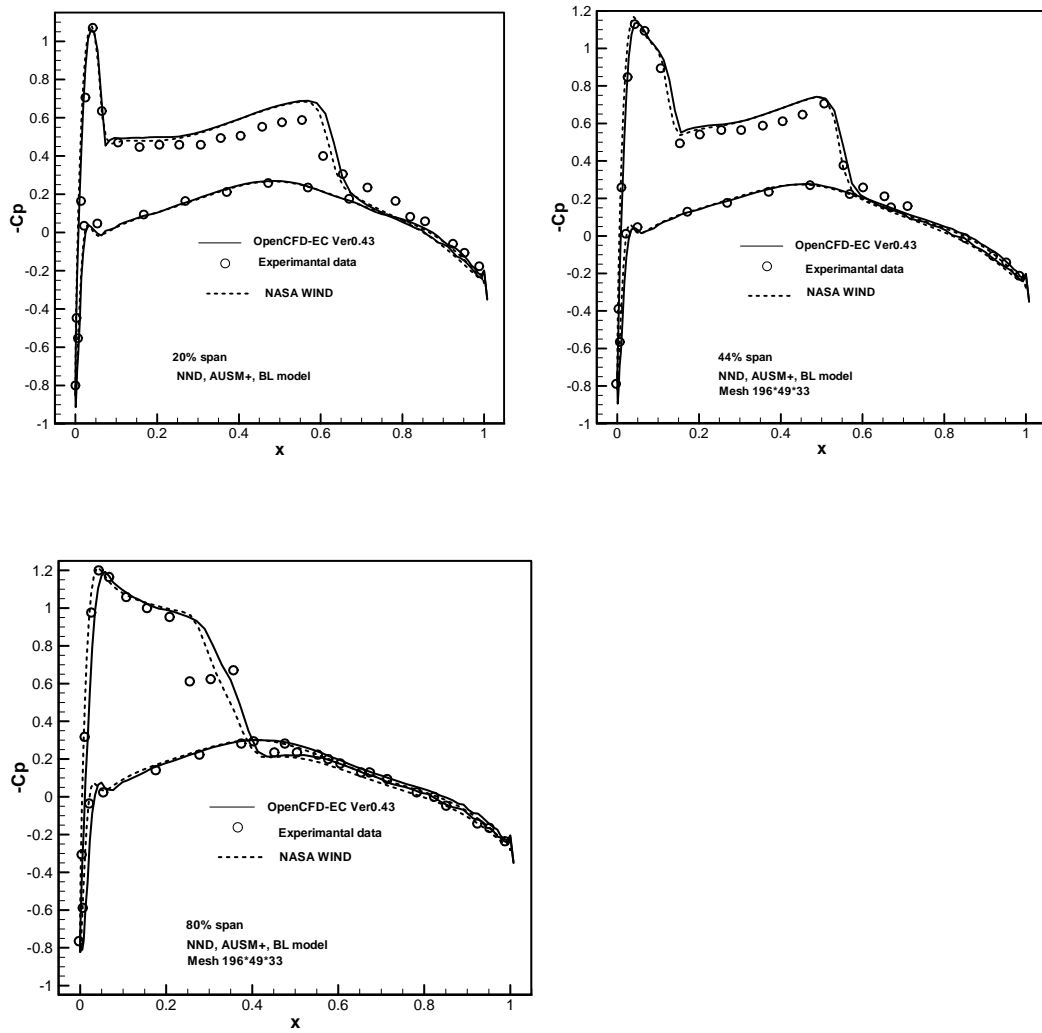 -Cp
1
0.8
0.6
0.4
0.2
0
-0.2
-0.4
-0.6
-0.8
-1
OpenCFD-EC Ver0.43
Experimantal data
NASA WIND
20% span
NND, AUSM+, BL model
0 0.2 0.4 0.6 0.8 1
x
-Cp
1.2
1
0.8
0.6
0.4
0.2
0
-0.2
-0.4
-0.6
-0.8
-1
OpenCFD-EC Ver0.43
Experimantal data
NASA WIND
44% span
NND, AUSM+, BL model
Mesh 196*49*33
0 0.2 0.4 0.6 0.8 1
x
-Cp
1.2
1
0.8
0.6
0.4
0.2
0
-0.2
-0.4
-0.6
-0.8
-1
OpenCFD-EC Ver0.43
Experimantal data
NASA WIND
80% span
NND, AUSM+, BL model
Mesh 196*49*33
0 0.2 0.4 0.6 0.8 1
x